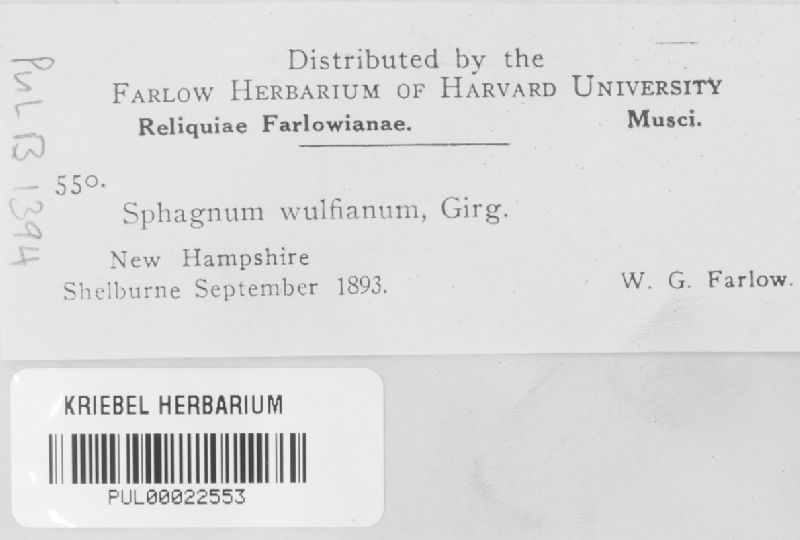 Distributed by the
FARLOW HERBARIUM OF HARVARD UNIVERSITY
Reliquiae Farlowianae. Musci.
550.
Sphagnum wulfianum, Girg.
New Hampshire
Shelburne September 1893. W. G. Farlow.
PUL B 1394
KRIEBEL HERBARIUM
PUL00022553